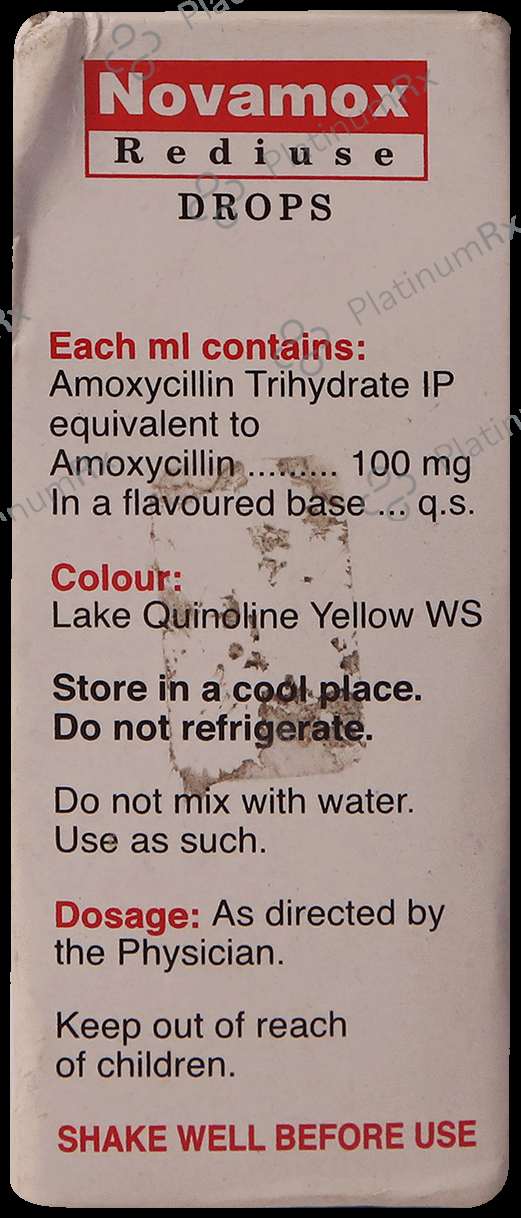 Novamox
Rediuse
DROPS
Each ml contains:
Amoxycillin Trihydrate IP
equivalent to
Amoxycillin ......... 100 mg
In a flavoured base ... q.s.
Colour:
Lake Quinoline Yellow WS
Store in a cool place.
Do not refrigerate.
Do not mix with water.
Use as such.
Dosage: As directed by
the Physician.
Keep out of reach
of children.
SHAKE WELL BEFORE USE
PlatinumRx
PlatinumRx